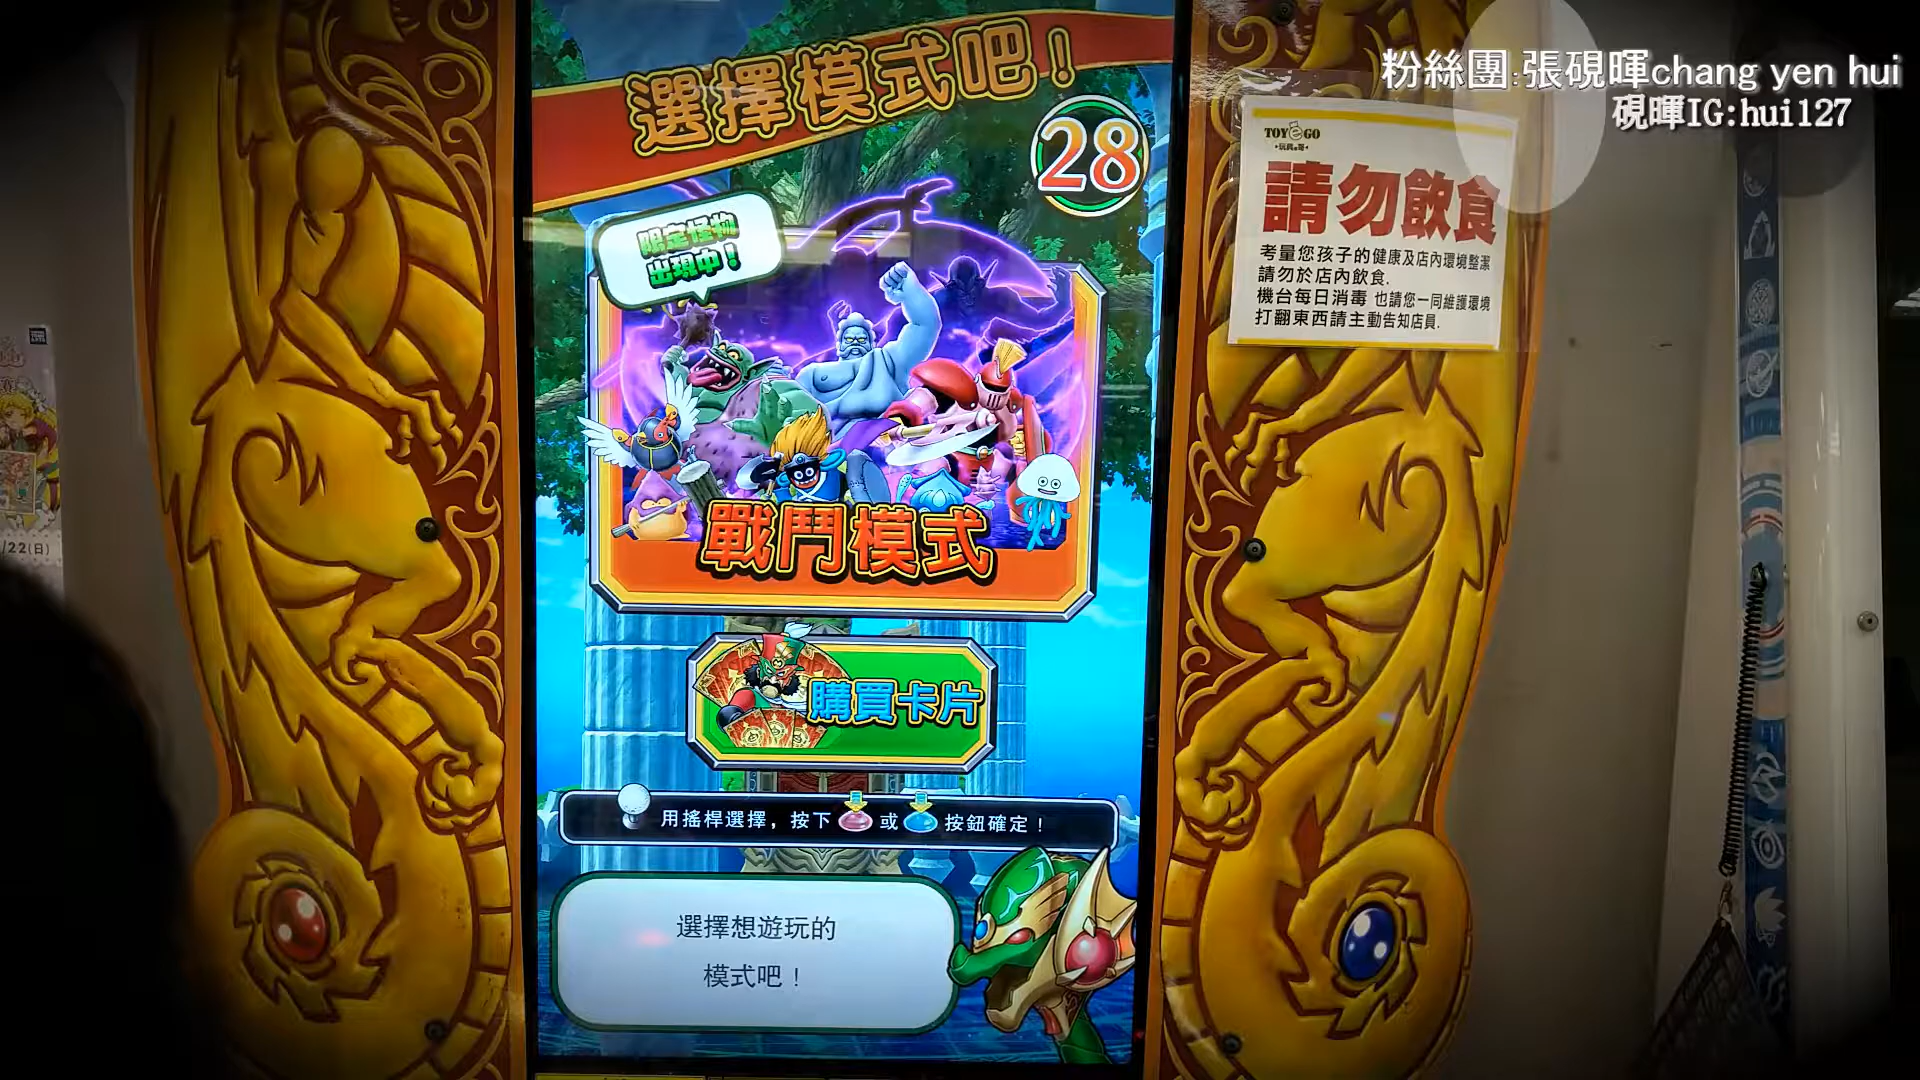 選擇模式吧！
28
限定怪物
出現中！
戰鬥模式
購買卡片
用搖桿選擇，按下
或
按鈕確定！
選擇想遊玩的
模式吧！
粉絲團:張硯暉chang yen hui
硯暉IG:hui127
TOYeGO
玩具e哥
請勿飲食
考量您孩子的健康及店內環境整潔
請勿於店內飲食.
機台每日消毒 也請您一同維護環境
打翻東西請主動告知店員.
/22(日)